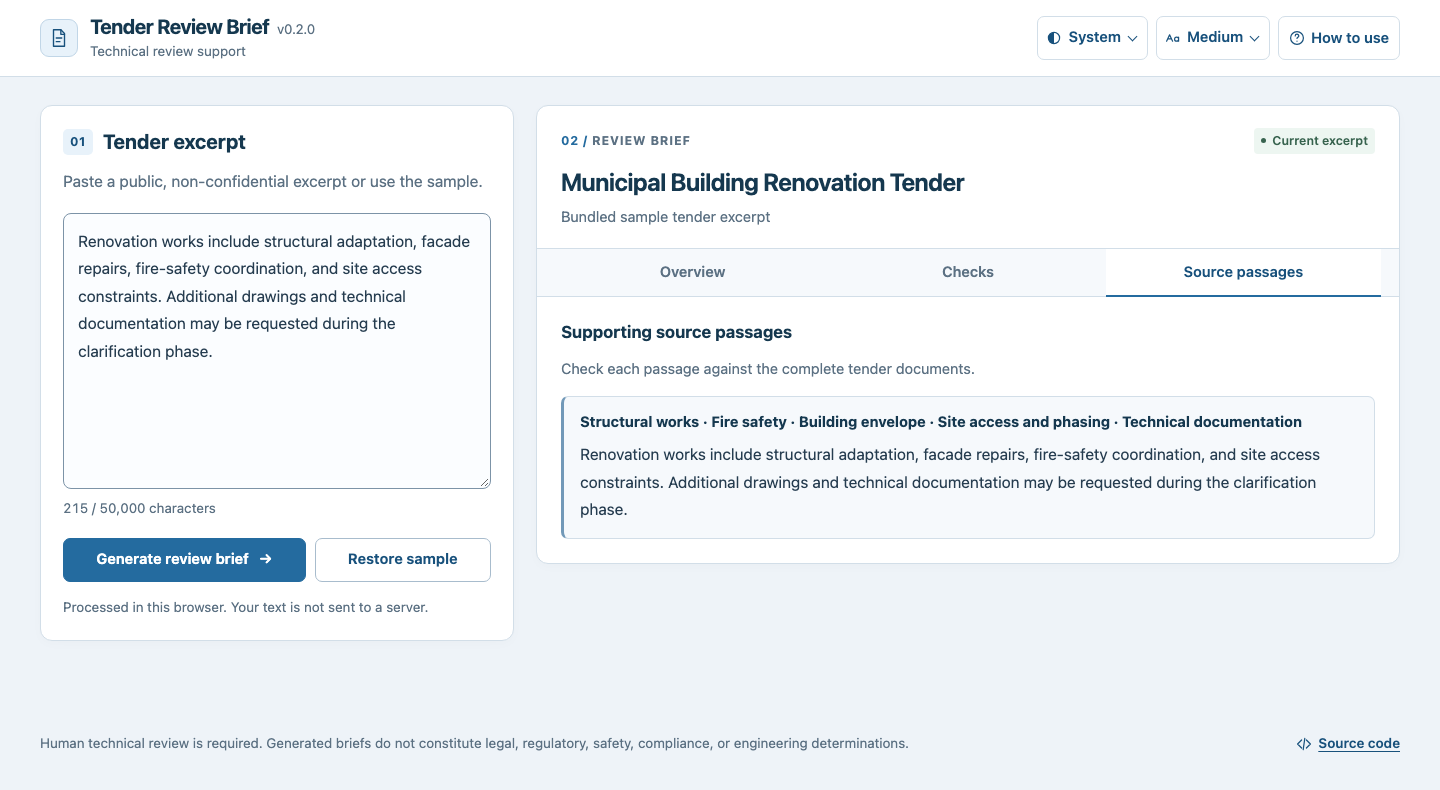 Tender Review Brief v0.2.0
Technical review support
System
Aa Medium
How to use
01 Tender excerpt
Paste a public, non-confidential excerpt or use the sample.
Renovation works include structural adaptation, facade
repairs, fire-safety coordination, and site access
constraints. Additional drawings and technical
documentation may be requested during the
clarification phase.
215 / 50,000 characters
Generate review brief →
Restore sample
Processed in this browser. Your text is not sent to a server.
02 / REVIEW BRIEF
Current excerpt
Municipal Building Renovation Tender
Bundled sample tender excerpt
Overview
Checks
Source passages
Supporting source passages
Check each passage against the complete tender documents.
Structural works · Fire safety · Building envelope · Site access and phasing · Technical documentation
Renovation works include structural adaptation, facade repairs, fire-safety coordination, and site access
constraints. Additional drawings and technical documentation may be requested during the clarification
phase.
Human technical review is required. Generated briefs do not constitute legal, regulatory, safety, compliance, or engineering determinations.
Source code